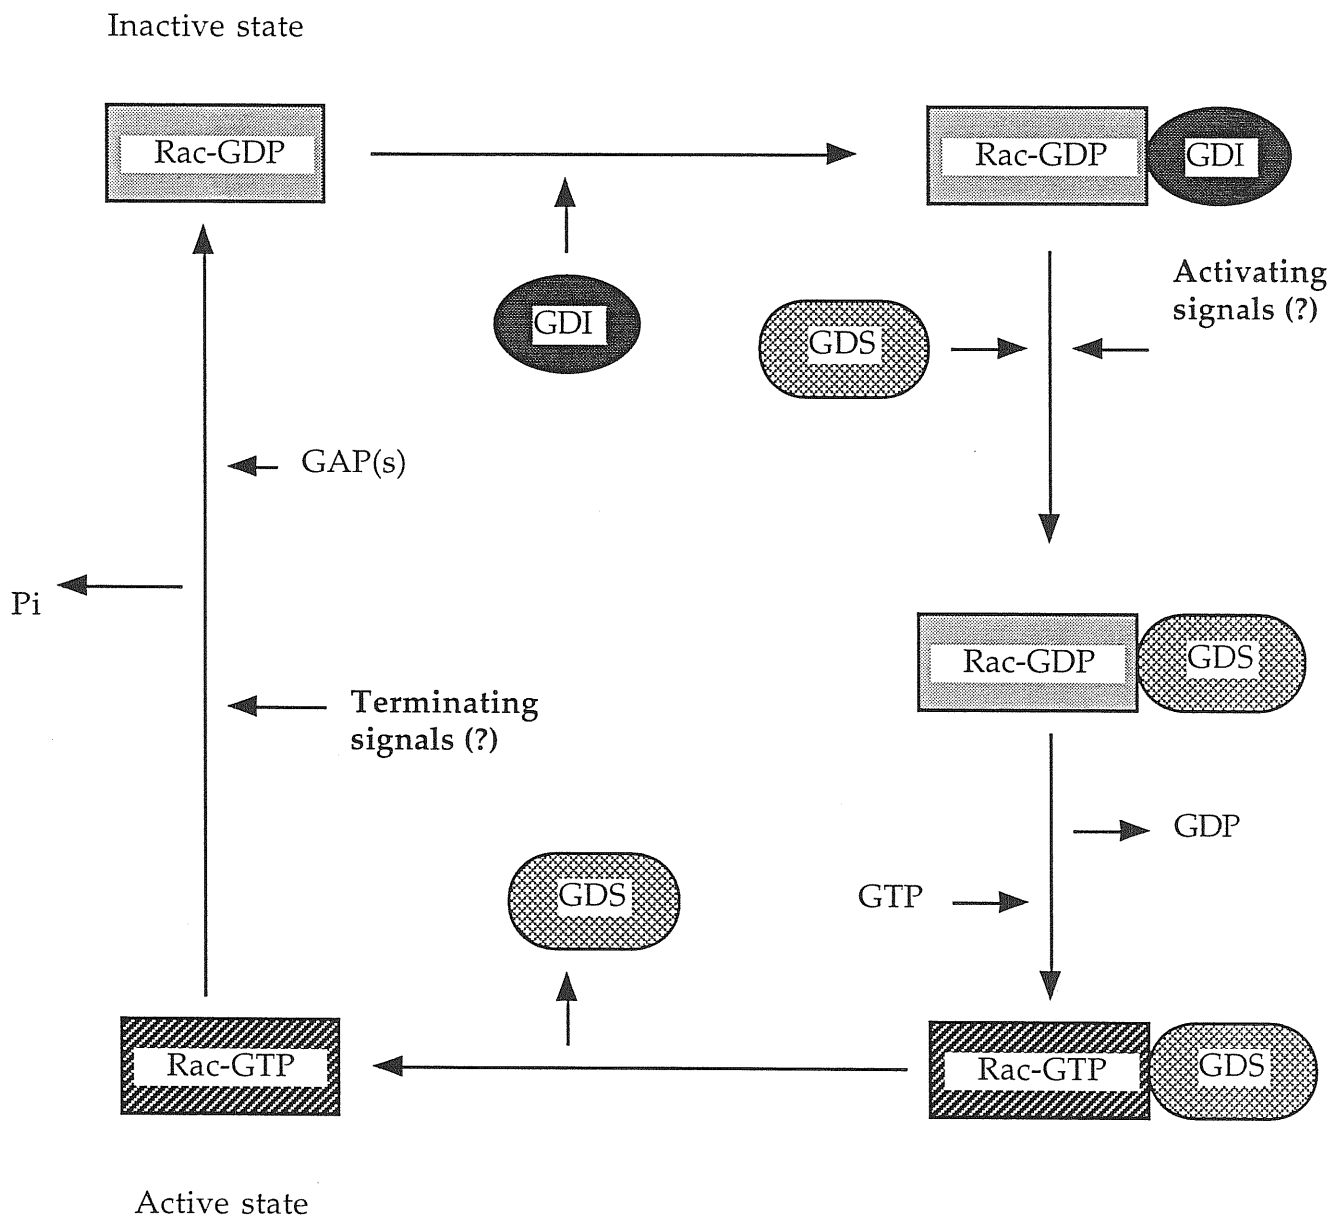 Inactive state
Rac-GDP
Rac-GDP
GDI
GDI
Activating
signals (?)
GDS
GAP(s)
Pi
Rac-GDP
GDS
Terminating
signals (?)
GDP
GDS
GTP
Rac-GTP
Rac-GTP
GDS
Active state